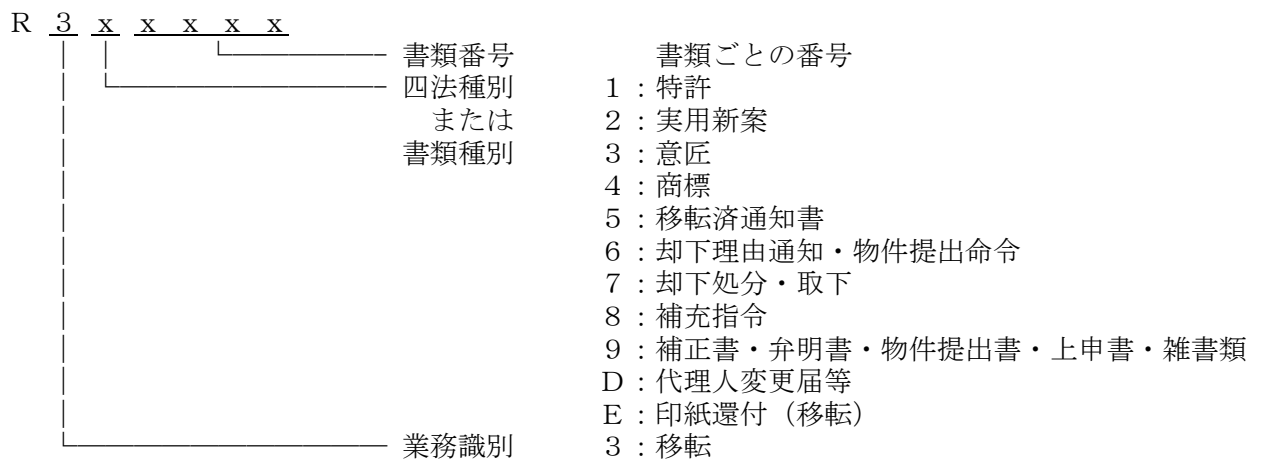 R 3 x x x x x
書類番号 書類ごとの番号
四法種別 1:特許
または 2:実用新案
書類種別 3:意匠
4:商標
5:移転済通知書
6:却下理由通知・物件提出命令
7:却下処分・取下
8:補充指令
9:補正書・弁明書・物件提出書・上申書・雑書類
D:代理人変更届等
E:印紙還付(移転)
業務識別 3:移転